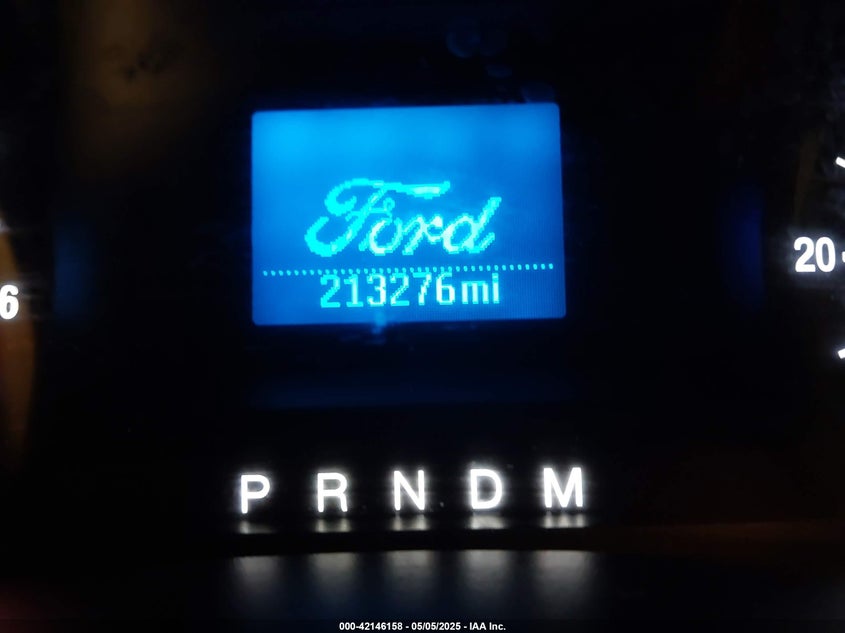 Ford
213276mi
6
20
P R N D M
000-42146158 - 05/05/2025 - IAA Inc.